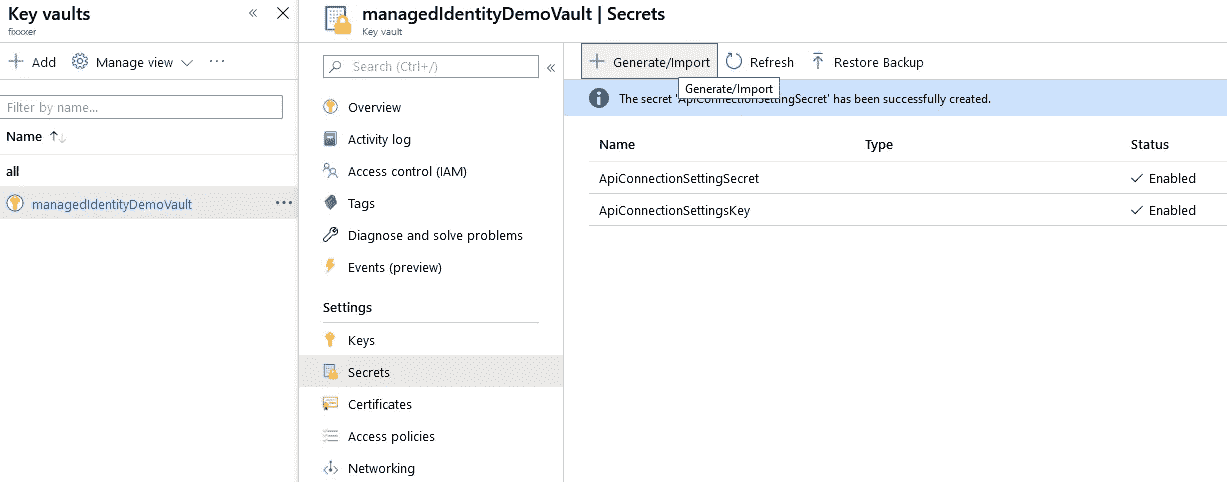 Key vaults
fixxxer
Add
Manage view
Filter by name...
Name
all
managedIdentityDemoVault
managedIdentityDemoVault | Secrets
Key vault
Search (Ctrl+/)
Overview
Activity log
Access control (IAM)
Tags
Diagnose and solve problems
Events (preview)
Settings
Keys
Secrets
Certificates
Access policies
Networking
Generate/Import
Refresh
Restore Backup
Generate/Import
The secret 'ApiConnectionSettingSecret' has been successfully created.
Name Type Status
ApiConnectionSettingSecret Enabled
ApiConnectionSettingsKey Enabled